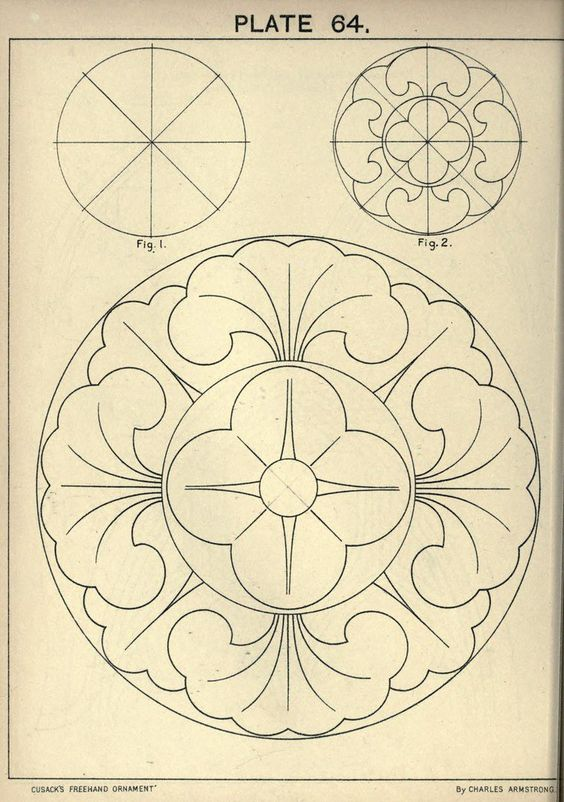 PLATE 64.
Fig. 1.
Fig. 2.
CUSACK'S FREEHAND ORNAMENT"
By CHARLES ARMSTRONG.